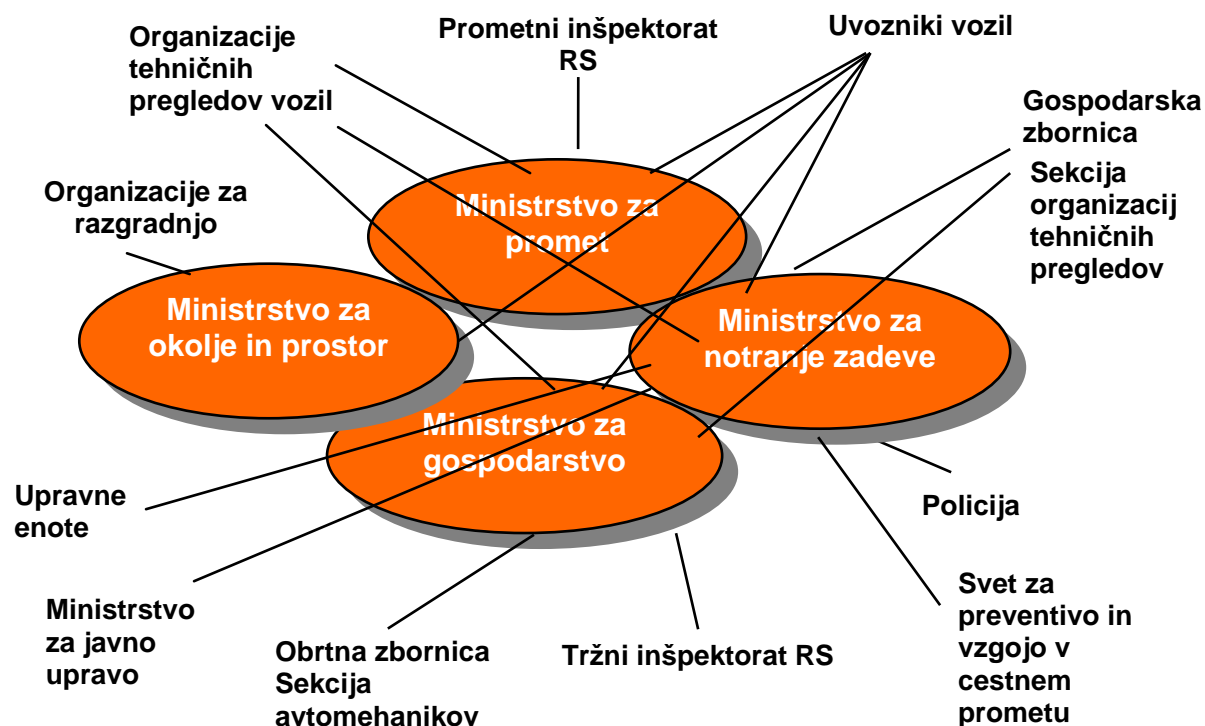 Organizacije
tehničnih
pregledov vozil
Prometni inšpektorat
RS
Uvozniki vozil
Gospodarska
zbornica
Sekcija
organizacij
tehničnih
pregledov
Organizacije za
razgradnjo
Ministrstvo za
promet
Ministrstvo za
okolje in prostor
Ministrstvo za
notranje zadeve
Ministrstvo za
gospodarstvo
Upravne
enote
Policija
Ministrstvo
za javno
upravo
Obrtna zbornica
Sekcija
avtomehanikov
Tržni inšpektorat RS
Svet za
preventivo in
vzgojo v
cestnem
prometu